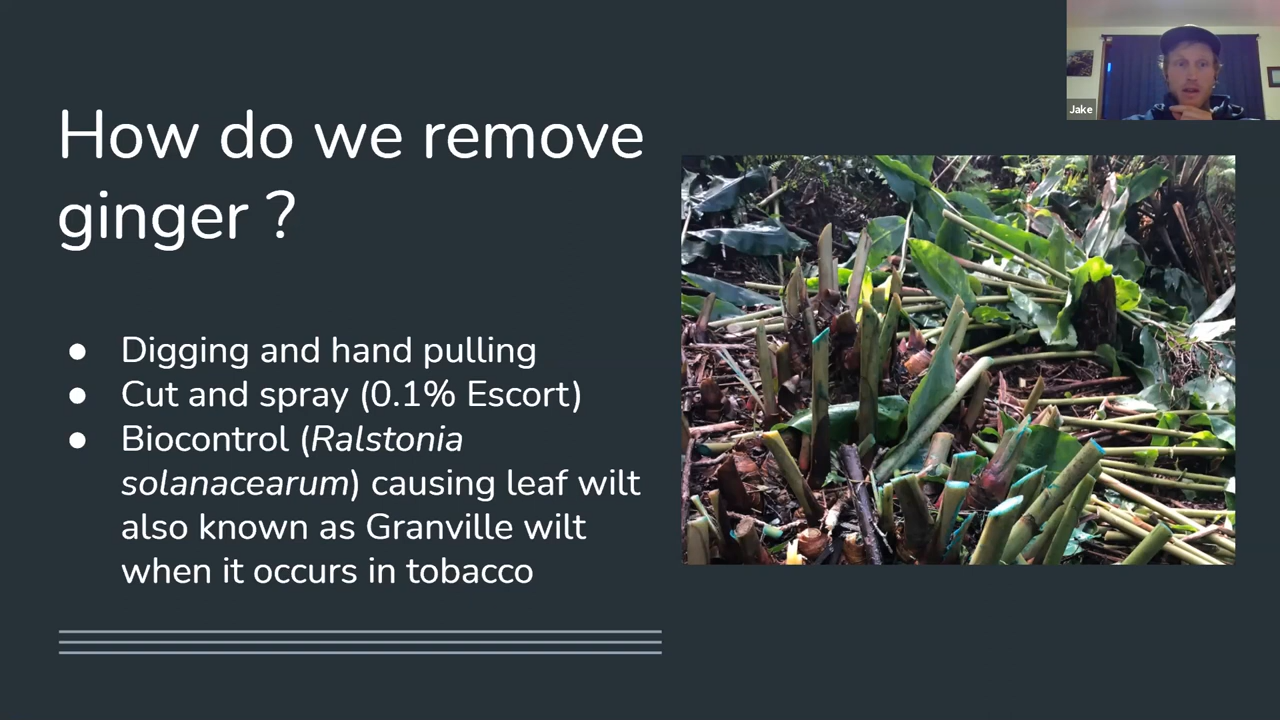 How do we remove
ginger ?
● Digging and hand pulling
● Cut and spray (0.1% Escort)
● Biocontrol (Ralstonia
solanacearum) causing leaf wilt
also known as Granville wilt
when it occurs in tobacco
Jake